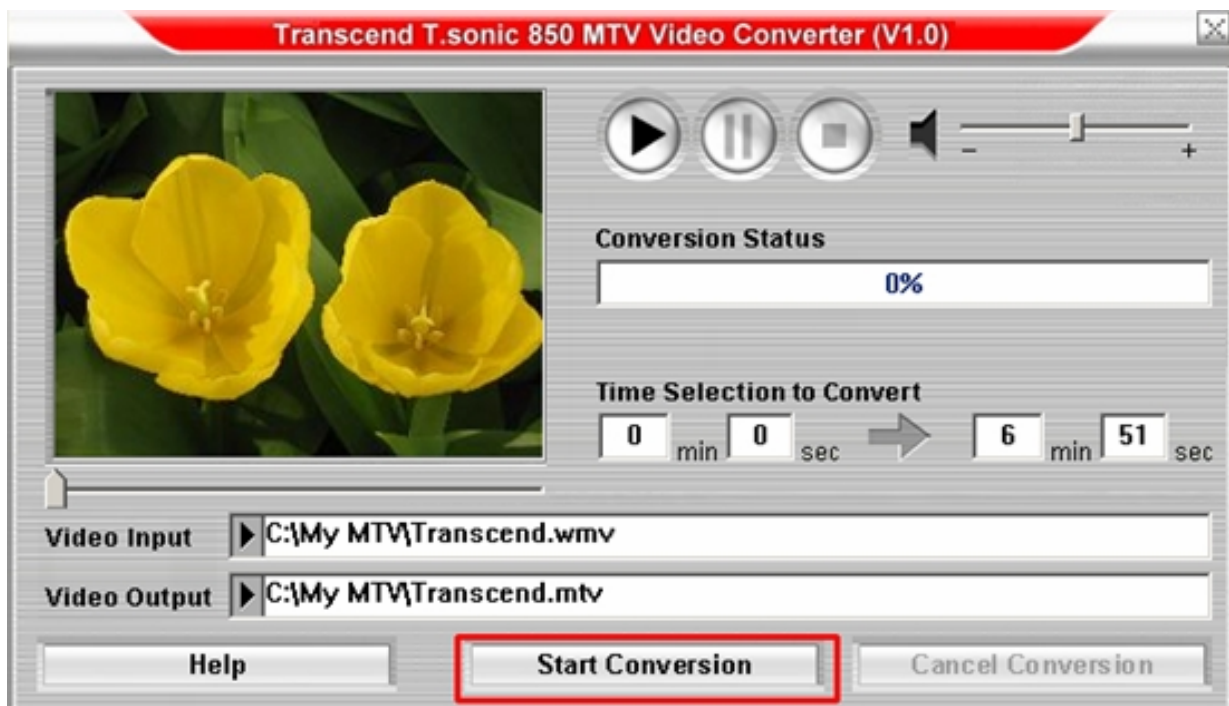 Transcend T.sonic 850 MTV Video Converter (V1.0)
- +
Conversion Status
0%
Time Selection to Convert
0 min 0 sec 6 min 51 sec
Video Input C:\My MTV\Transcend.wmv
Video Output C:\My MTV\Transcend.mtv
Help Start Conversion Cancel Conversion